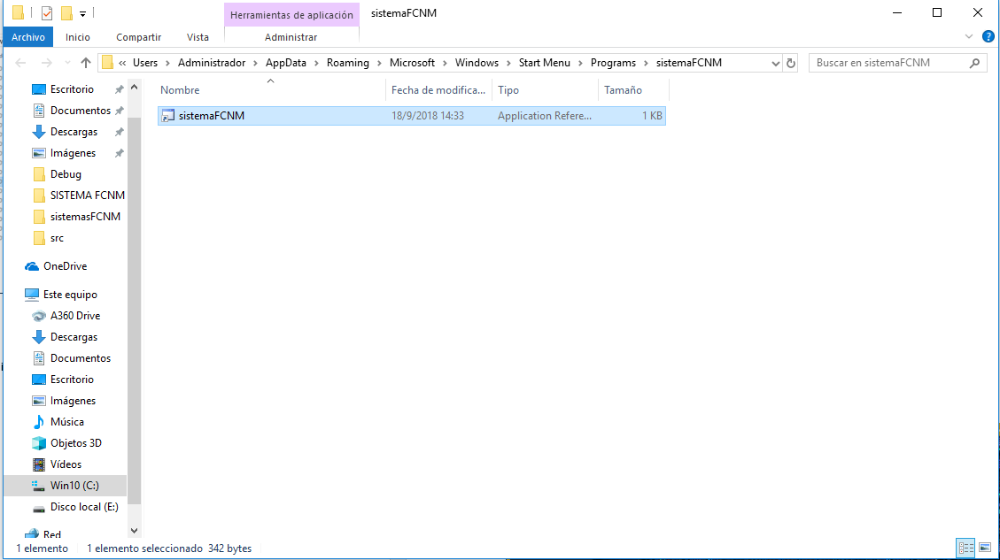 Herramientas de aplicación
sistemaFCNM
Archivo
Inicio
Compartir
Vista
Administrar
?
« Users > Administrador > AppData > Roaming > Microsoft > Windows > Start Menu > Programs > sistemaFCNM
Buscar en sistemaFCNM
Nombre
Fecha de modifica...
Tipo
Tamaño
sistemaFCNM
18/9/2018 14:33
Application Refere...
1 KB
Escritorio
Documentos
Descargas
Imágenes
Debug
SISTEMA FCNM
sistemasFCNM
src
OneDrive
Este equipo
A360 Drive
Descargas
Documentos
Escritorio
Imágenes
Música
Objetos 3D
Vídeos
Win10 (C:)
Disco local (E:)
Red
1 elemento
1 elemento seleccionado 342 bytes